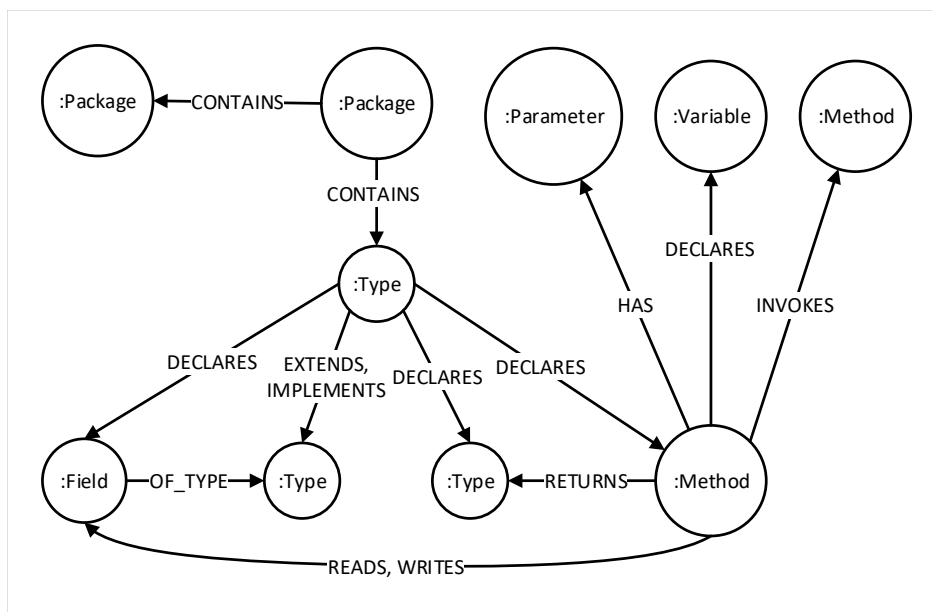 :Package
CONTAINS
:Package
:Parameter
:Variable
:Method
CONTAINS
DECLARES
:Type
HAS
INVOKES
DECLARES
EXTENDS,
IMPLEMENTS
DECLARES
DECLARES
:Field
OF_TYPE
:Type
:Type
RETURNS
:Method
READS, WRITES